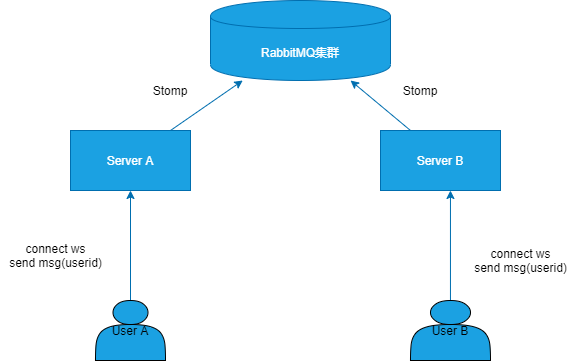 RabbitMQ集群
Stomp
Stomp
Server A
Server B
connect ws
send msg(userid)
connect ws
send msg(userid)
User A
User B